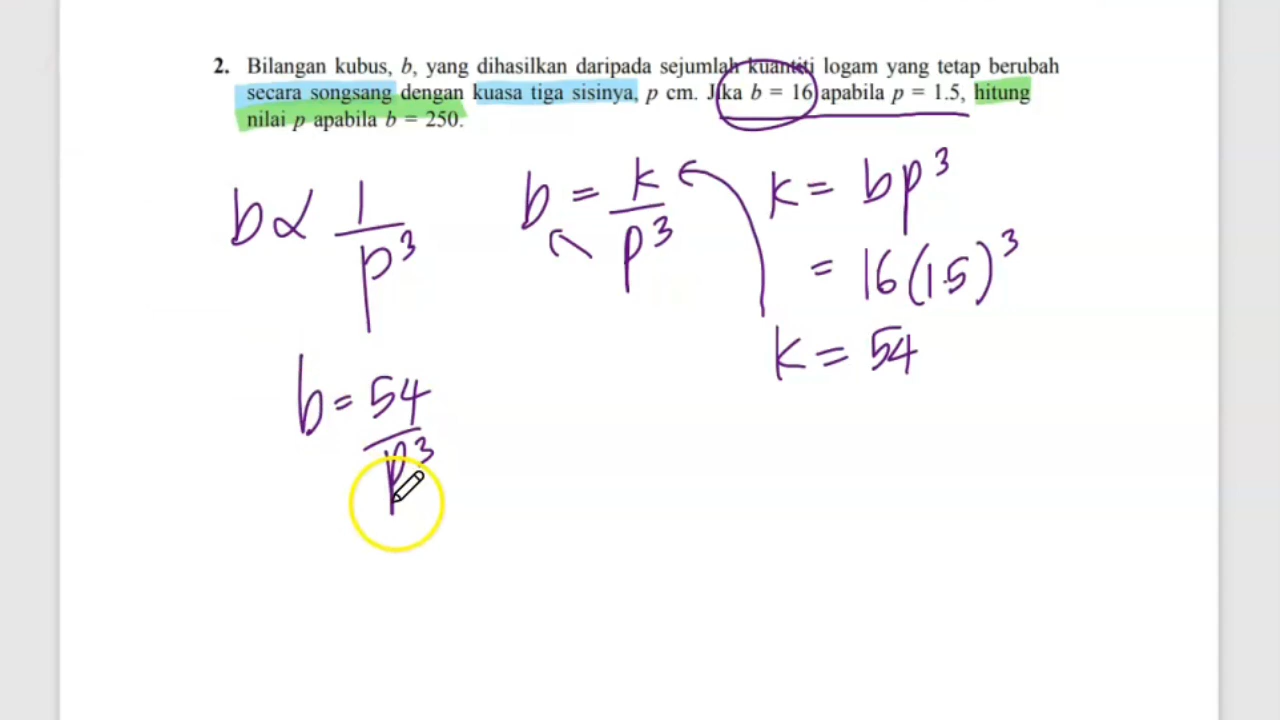 2. Bilangan kubus, b, yang dihasilkan daripada sejumlah kuantiti logam yang tetap berubah
secara songsang dengan kuasa tiga sisinya, p cm. Jika b = 16 apabila p = 1.5, hitung
nilai p apabila b = 250.
b ∝ 1/p³
b = k/p³
k = bp³
= 16(1.5)³
k = 54
b = 54/p³